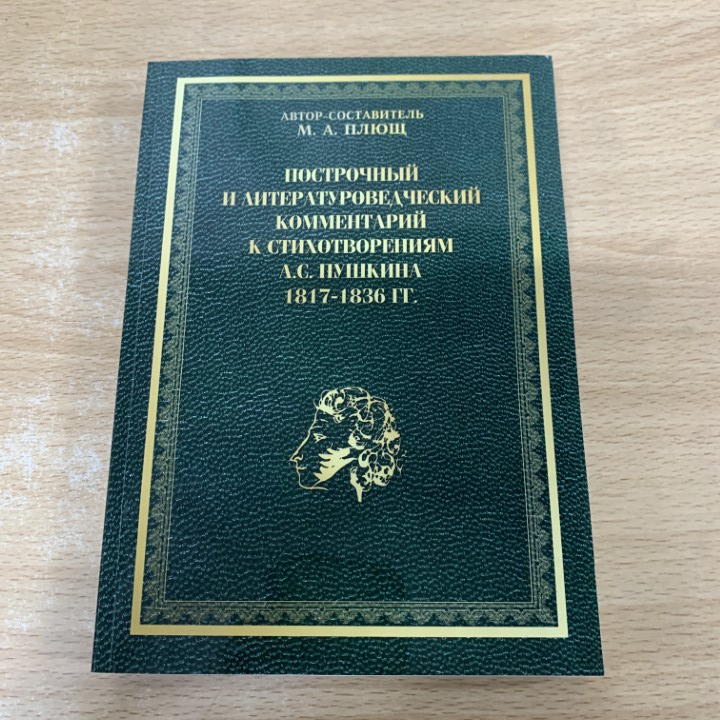 АВТОР-СОСТАВИТЕЛЬ
М. А. ПЛЮЩ
ПОСТРОЧНЫЙ
И ЛИТЕРАТУРОВЕДЧЕСКИЙ
КОММЕНТАРИЙ
К СТИХОТВОРЕНИЯМ
А.С. ПУШКИНА
1817-1836 ГГ.